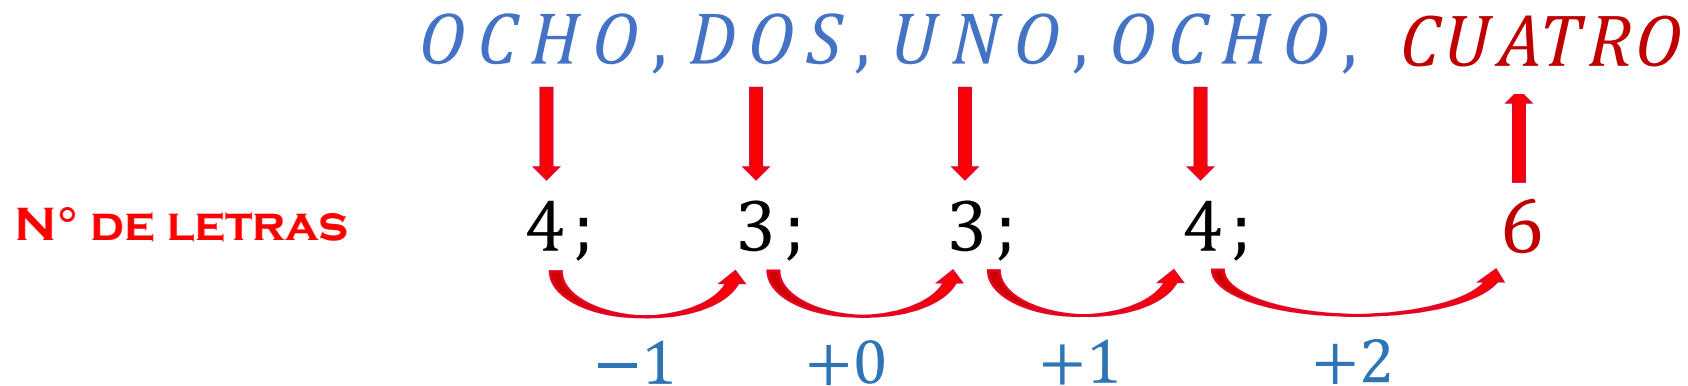 OCHO, DOS, UNO, OCHO, CUATRO
N° DE LETRAS 4; 3; 3; 4; 6
−1 +0 +1 +2